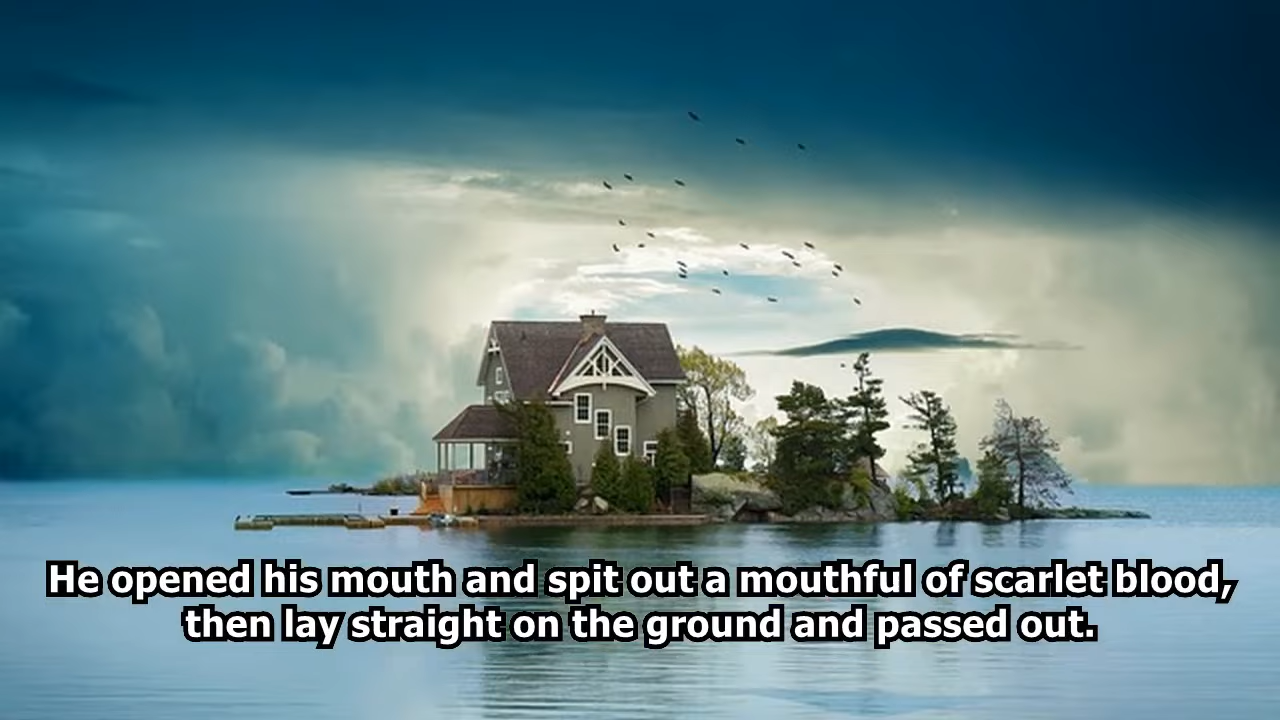 He opened his mouth and spit out a mouthful of scarlet blood,
then lay straight on the ground and passed out.